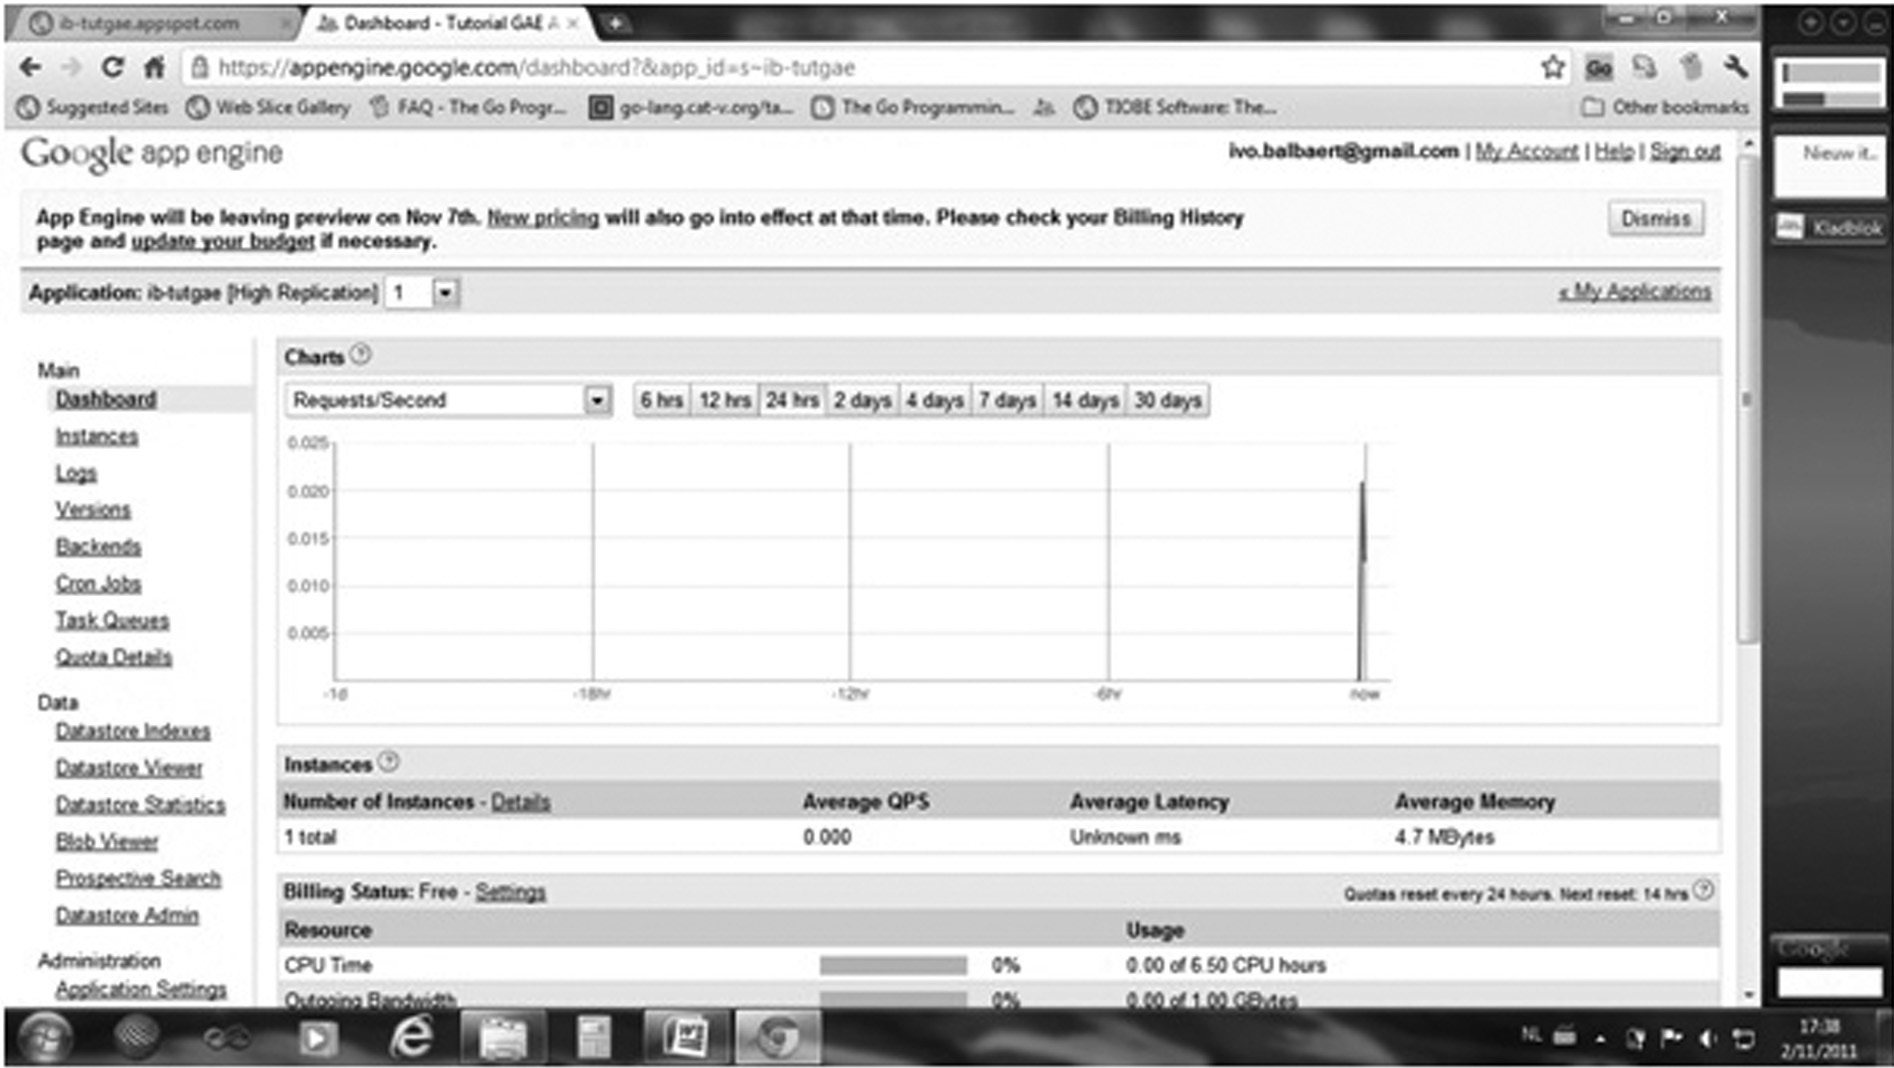 ib-tutgae.appspot.com
Dashboard - Tutorial GAE A
https://appengine.google.com/dashboard?&app_id=s~ib-tutgae
Go
Suggested Sites Web Slice Gallery FAQ - The Go Progr... go-lang.cat-v.org/ta... The Go Programmin... TIOBE Software: The... Other bookmarks
Nieuw it...
Kladblok
Google app engine
ivo.balbaert@gmail.com | My Account | Help | Sign out
App Engine will be leaving preview on Nov 7th. New pricing will also go into effect at that time. Please check your Billing History
page and update your budget if necessary.
Dismiss
Application: ib-tutgae [High Replication] 1
« My Applications
Main
Dashboard
Instances
Logs
Versions
Backends
Cron Jobs
Task Queues
Quota Details
Data
Datastore Indexes
Datastore Viewer
Datastore Statistics
Blob Viewer
Prospective Search
Datastore Admin
Administration
Application Settings
Charts ?
Requests/Second
6 hrs 12 hrs 24 hrs 2 days 4 days 7 days 14 days 30 days
0.025
0.020
0.015
0.010
0.005
-1d -18hr -12hr -6hr now
Instances ?
Number of Instances - Details Average QPS Average Latency Average Memory
1 total 0.000 Unknown ms 4.7 MBytes
Billing Status: Free - Settings Quotas reset every 24 hours. Next reset: 14 hrs ?
Resource Usage
CPU Time 0% 0.00 of 6.50 CPU hours
Outgoing Bandwidth 0% 0.00 of 1.00 GBytes
Google
NL
17:38
2/11/2011